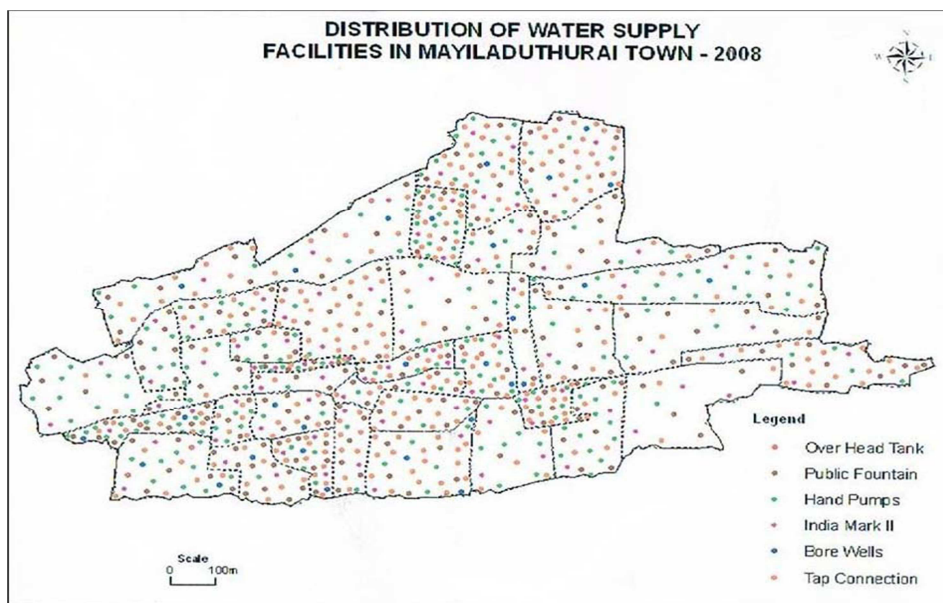 DISTRIBUTION OF WATER SUPPLY
FACILITIES IN MAYILADUTHURAI TOWN - 2008
N
W E
Legend
Over Head Tank
Public Fountain
Hand Pumps
India Mark II
Bore Wells
Tap Connection
Scale
0 100m